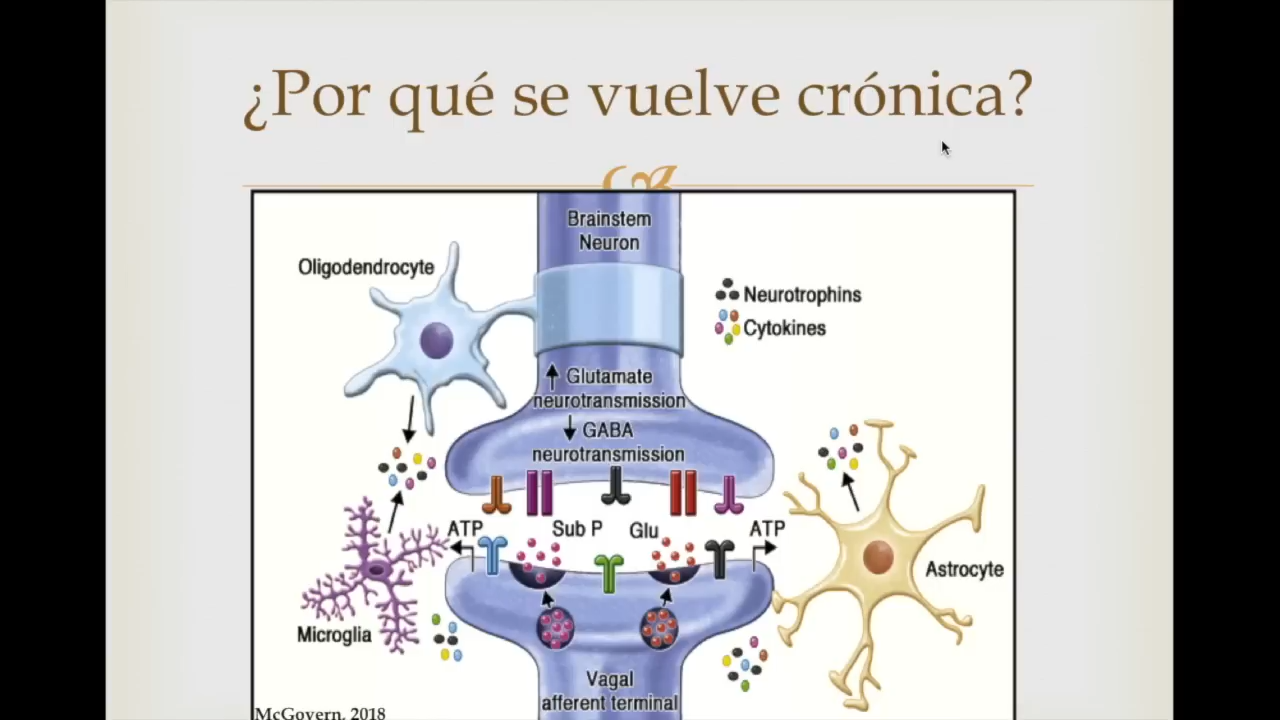 ¿Por qué se vuelve crónica?
Brainstem
Neuron
Oligodendrocyte
Neurotrophins
Cytokines
Glutamate
neurotransmission
GABA
neurotransmission
ATP
Sub P
Glu
ATP
Astrocyte
Microglia
Vagal
afferent terminal
McGovern, 2018